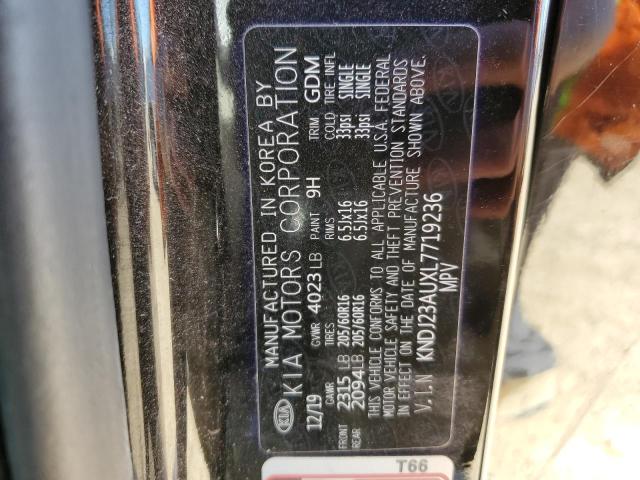 KIA
MANUFACTURED IN KOREA BY
KIA MOTORS CORPORATION
12/19 GVWR 4023 LB PAINT 9H TRIM GDM
GAWR TIRES RIMS COLD TIRE INFL
FRONT 2315 LB 205/60R16 6.5Jx16 33psi SINGLE
REAR 2094 LB 205/60R16 6.5Jx16 33psi SINGLE
THIS VEHICLE CONFORMS TO ALL APPLICABLE U.S.A. FEDERAL
MOTOR VEHICLE SAFETY AND THEFT PREVENTION STANDARDS
IN EFFECT ON THE DATE OF MANUFACTURE SHOWN ABOVE.
V.I.N KNDJ23AUXL7719236
MPV
T66